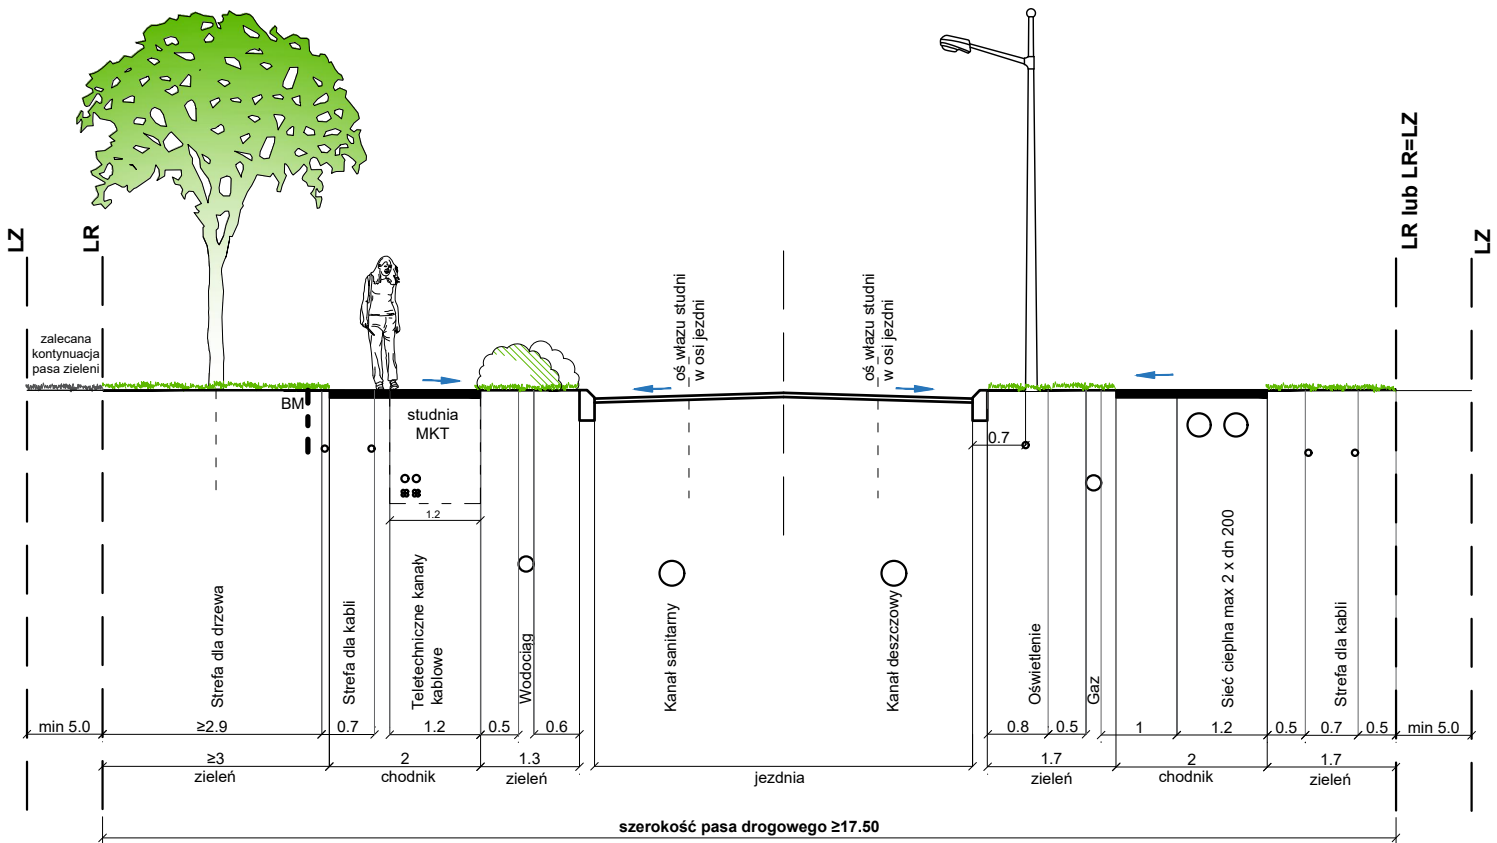 LZ
LR
LR lub LR=LZ
LZ
zalecana
kontynuacja
pasa zieleni
oś włazu studni
w osi jezdni
oś włazu studni
w osi jezdni
BM
studnia
MKT
1.2
0.7
Strefa dla drzewa
Strefa dla kabli
Teletechniczne kanały
kablowe
Wodociąg
Kanał sanitarny
Kanał deszczowy
Oświetlenie
Gaz
Sieć cieplna max 2 x dn 200
Strefa dla kabli
min 5.0
≥2.9
0.7
1.2
0.5
0.6
0.8
0.5
1
1.2
0.5
0.7
0.5
min 5.0
≥3
2
1.3
1.7
2
1.7
zieleń
chodnik
zieleń
jezdnia
zieleń
chodnik
zieleń
szerokość pasa drogowego ≥17.50